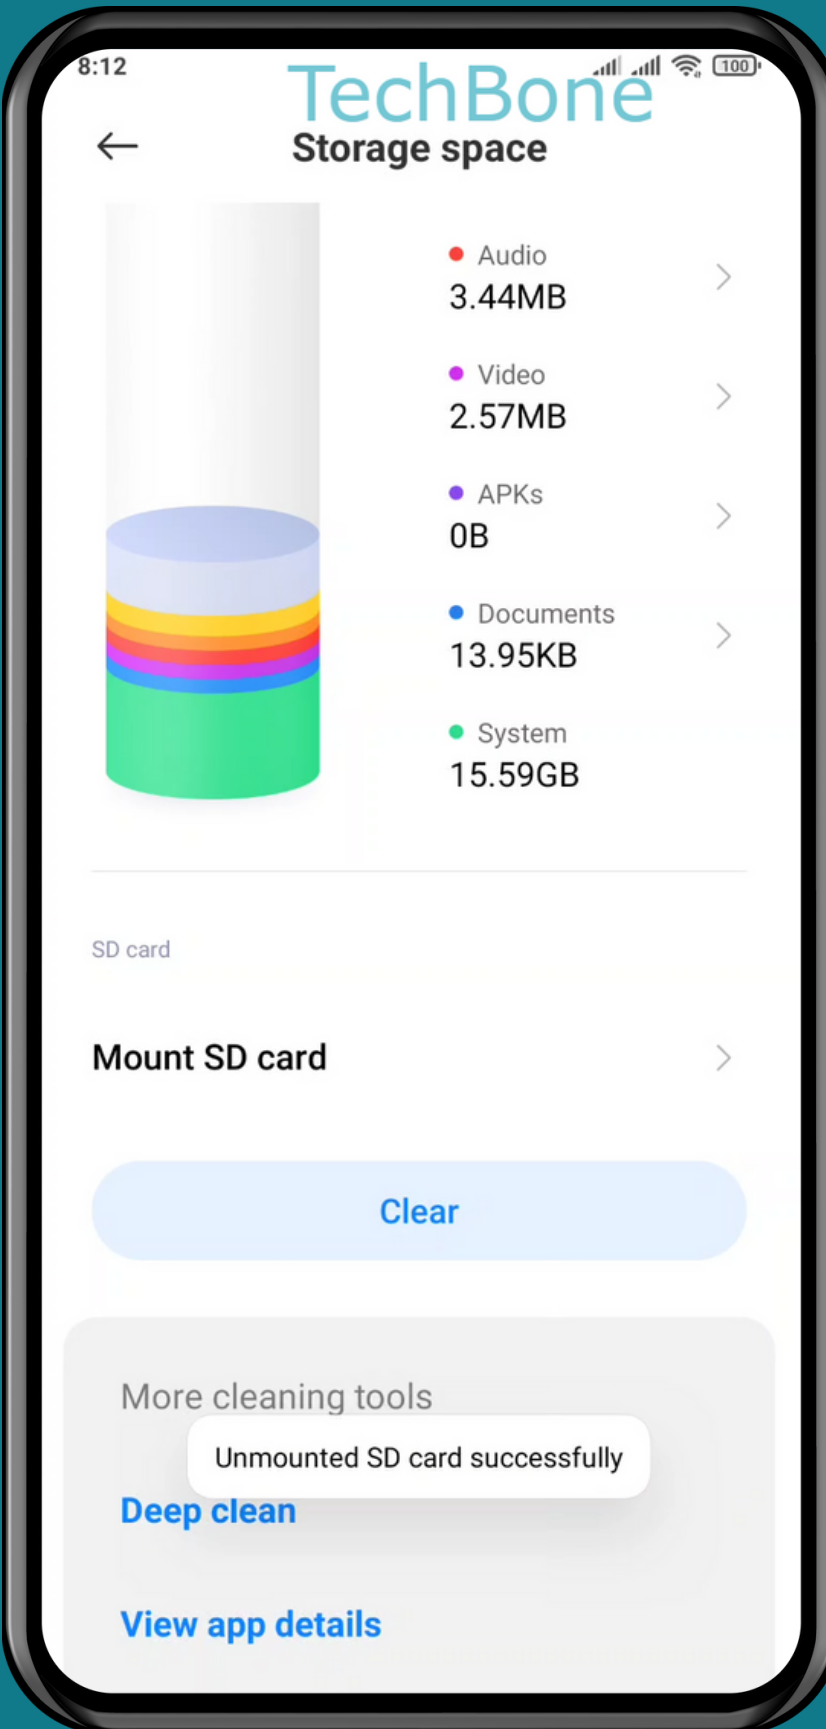 8:12
100
TechBone
Storage space
Audio
3.44MB
Video
2.57MB
APKs
0B
Documents
13.95KB
System
15.59GB
SD card
Mount SD card
Clear
More cleaning tools
Unmounted SD card successfully
Deep clean
View app details